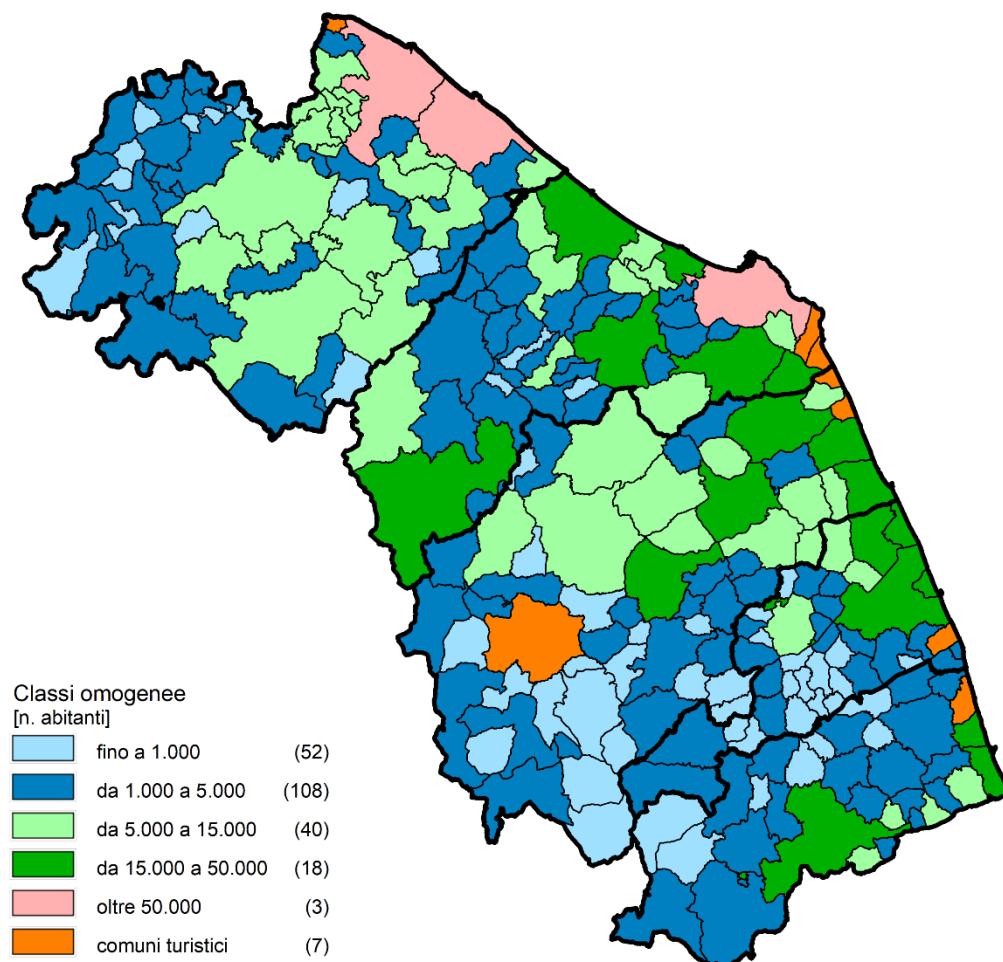 Classi omogenee
[n. abitanti]
fino a 1.000 (52)
da 1.000 a 5.000 (108)
da 5.000 a 15.000 (40)
da 15.000 a 50.000 (18)
oltre 50.000 (3)
comuni turistici (7)